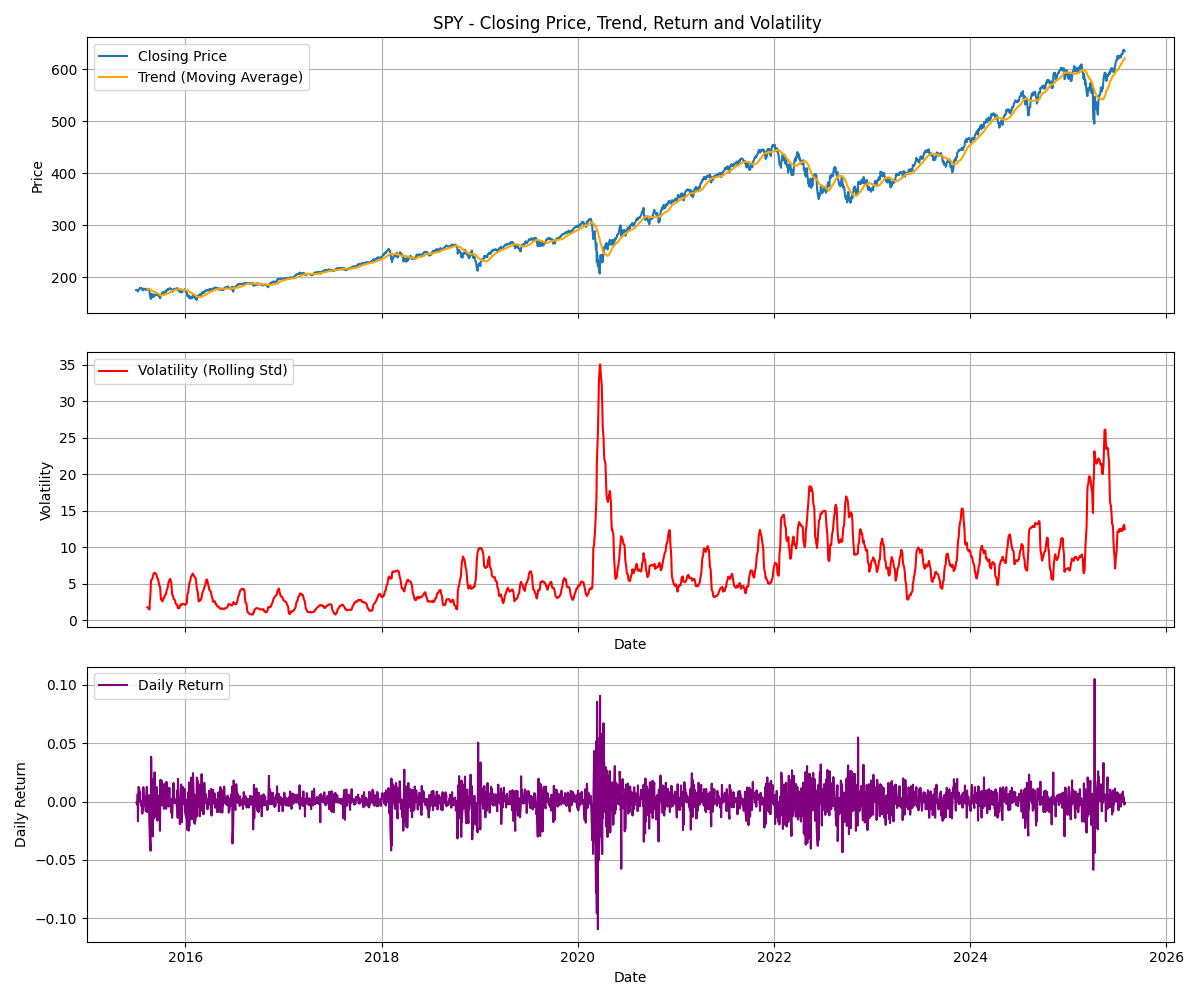 SPY - Closing Price, Trend, Return and Volatility
Closing Price
Trend (Moving Average)
600
500
400
300
200
Price
Volatility (Rolling Std)
35
30
25
20
15
10
5
0
Volatility
Date
Daily Return
0.10
0.05
0.00
−0.05
−0.10
Daily Return
2016 2018 2020 2022 2024 2026
Date